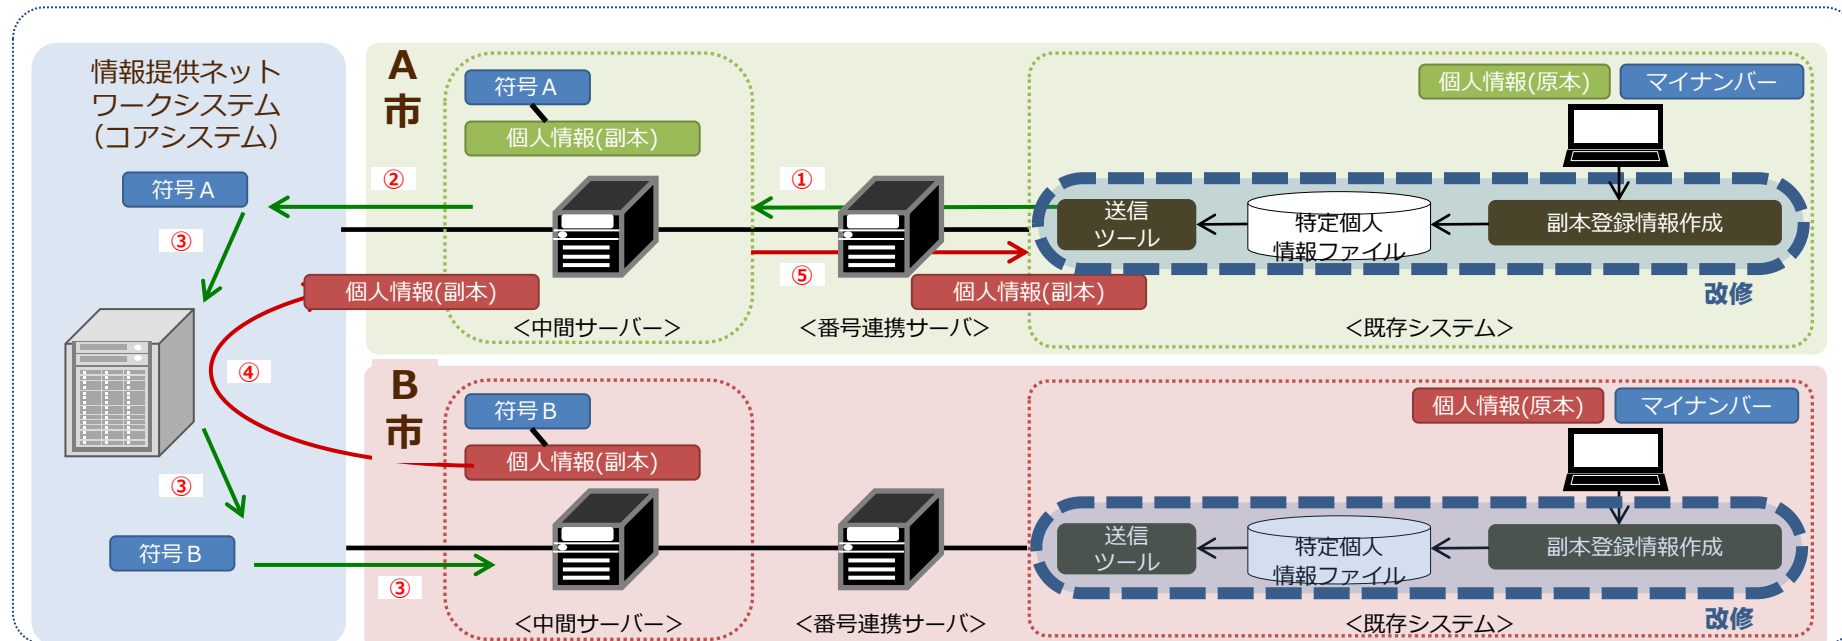 情報提供ネット
ワークシステム
(コアシステム)
符号A
③
④
③
符号B
A
市
符号A
個人情報(副本)
②
①
⑤
個人情報(副本)
個人情報(副本)
<中間サーバー>
<番号連携サーバ>
個人情報(原本)
マイナンバー
送信
ツール
特定個人
情報ファイル
副本登録情報作成
改修
<既存システム>
B
市
符号B
個人情報(副本)
③
<中間サーバー>
<番号連携サーバ>
個人情報(原本)
マイナンバー
送信
ツール
特定個人
情報ファイル
副本登録情報作成
改修
<既存システム>